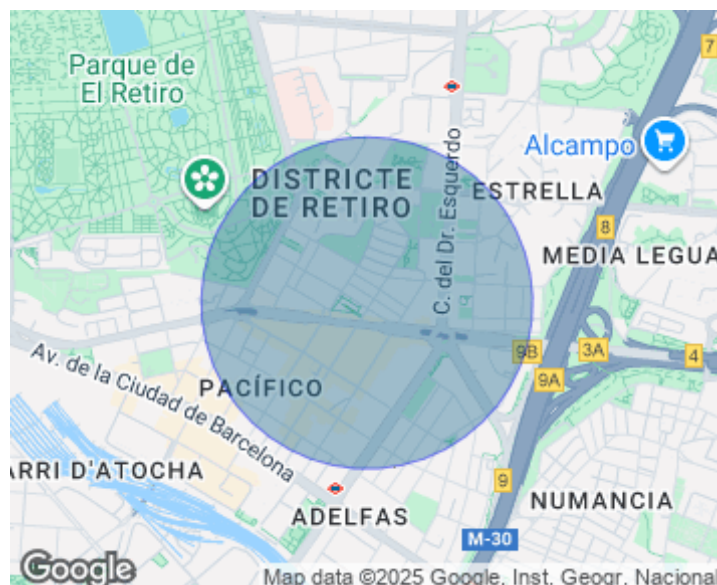 Parque de
El Retiro
7
Alcampo
DISTRICTE
DE RETIRO
C. del Dr. Esquerdo
ESTRELLA
8
MEDIA LEGUA
9B
3A
4
9A
Av. de la Ciudad de Barcelona
PACÍFICO
ARRI D'ATOCHA
9
NUMANCIA
ADELFAS
M-30
Google
Map data ©2025 Google, Inst. Geogr. Nacional